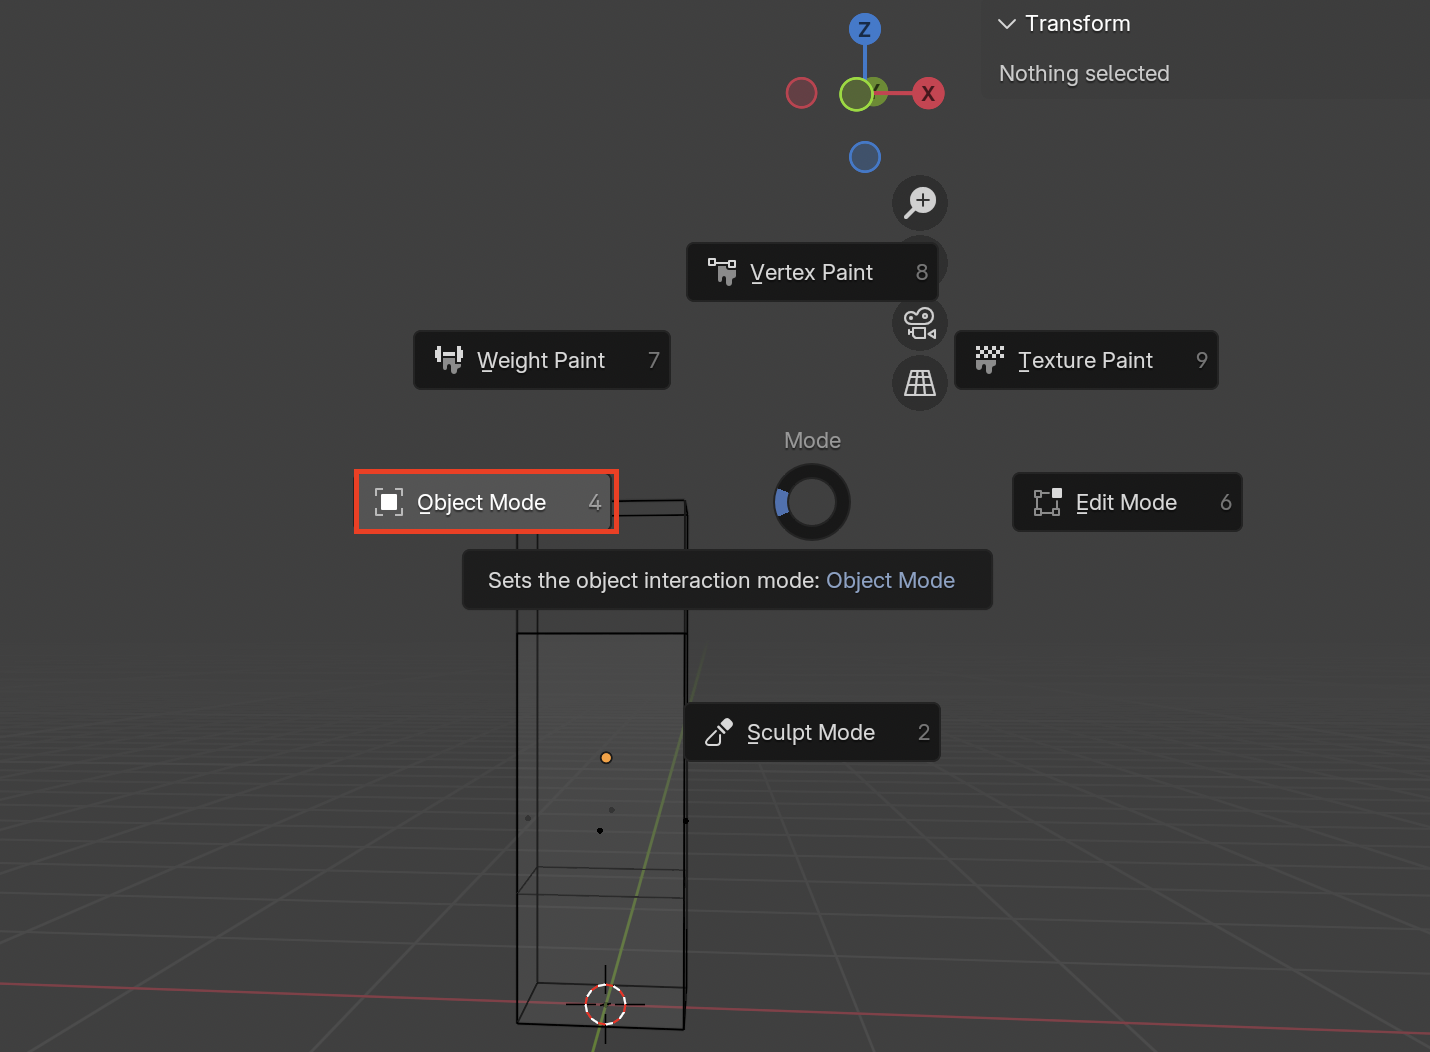 Z
Transform
Nothing selected
Y X
Vertex Paint 8
Weight Paint 7
Texture Paint 9
Mode
Object Mode 4
Edit Mode 6
Sets the object interaction mode: Object Mode
Sculpt Mode 2